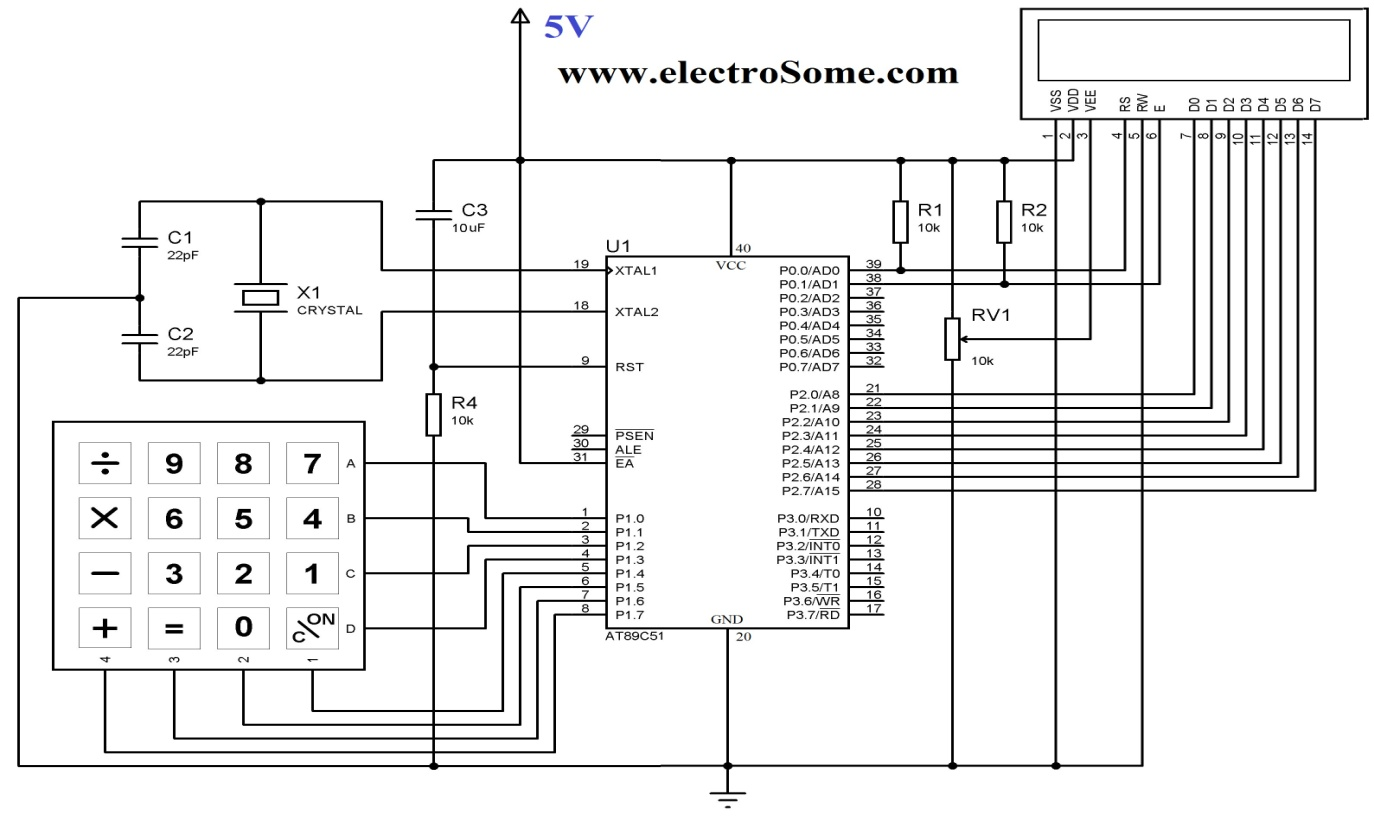 5V
www.electroSome.com
VSS VDD VEE RS RW E D0 D1 D2 D3 D4 D5 D6 D7
1 2 3 4 5 6 7 8 9 10 11 12 13 14
C1
22pF
C2
22pF
X1
CRYSTAL
C3
10uF
R4
10k
R1
10k
R2
10k
RV1
10k
U1
40
VCC
19 XTAL1
18 XTAL2
9 RST
29 PSEN
30 ALE
31 EA
1 P1.0
2 P1.1
3 P1.2
4 P1.3
5 P1.4
6 P1.5
7 P1.6
8 P1.7
P0.0/AD0 39
P0.1/AD1 38
P0.2/AD2 37
P0.3/AD3 36
P0.4/AD4 35
P0.5/AD5 34
P0.6/AD6 33
P0.7/AD7 32
P2.0/A8 21
P2.1/A9 22
P2.2/A10 23
P2.3/A11 24
P2.4/A12 25
P2.5/A13 26
P2.6/A14 27
P2.7/A15 28
P3.0/RXD 10
P3.1/TXD 11
P3.2/INT0 12
P3.3/INT1 13
P3.4/T0 14
P3.5/T1 15
P3.6/WR 16
P3.7/RD 17
GND
20
AT89C51
÷ 9 8 7 A
× 6 5 4 B
− 3 2 1 C
+ = 0 ON/C D
4 3 2 1